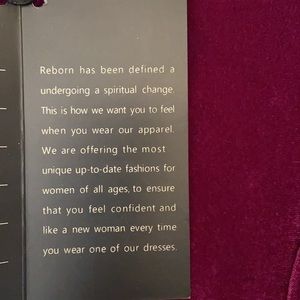 Reborn has been defined a
undergoing a spiritual change.
This is how we want you to feel
when you wear our apparel.
We are offering the most
unique up-to-date fashions for
women of all ages, to ensure
that you feel confident and
like a new woman every time
you wear one of our dresses.